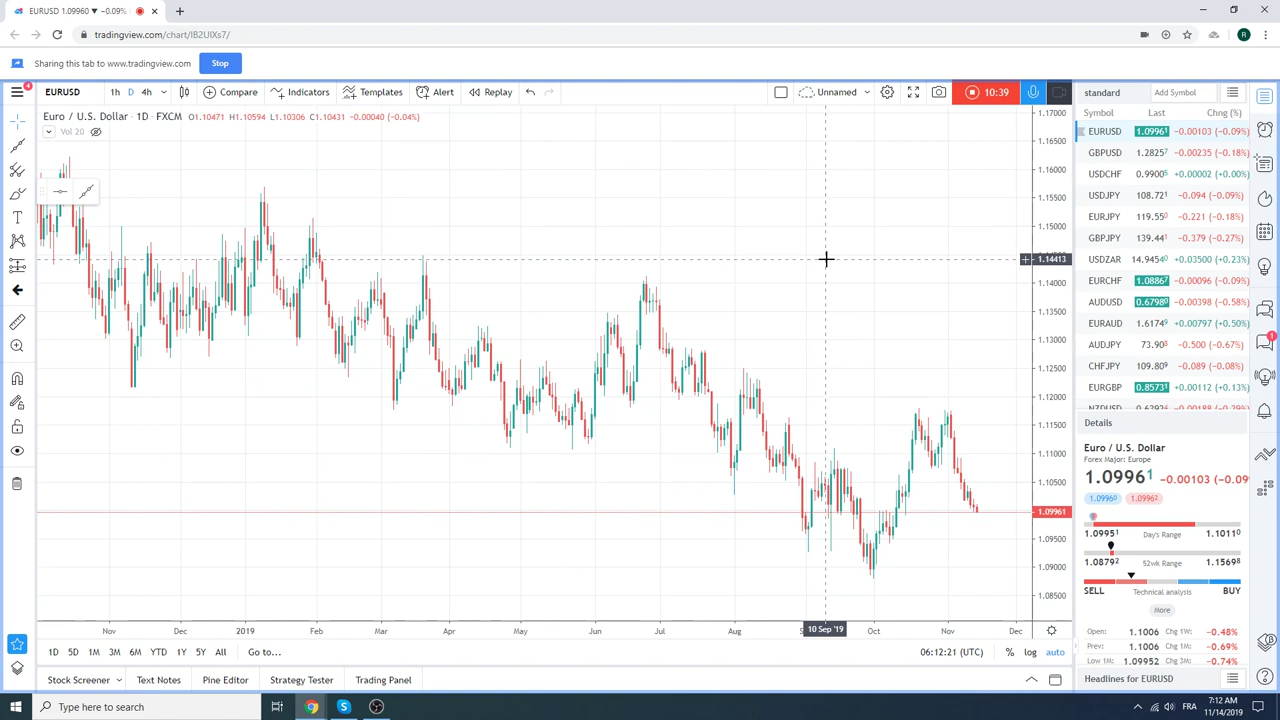 EURUSD 1.09960 ▼ −0.09%
tradingview.com/chart/IB2UIXs7/
R
Sharing this tab to www.tradingview.com
Stop
4
EURUSD
1h D 4h
Compare
Indicators
Templates
Alert
Replay
Unnamed
10:39
Euro / U.S. Dollar · 1D · FXCM O1.10471 H1.10594 L1.10306 C1.10431 −0.00040 (−0.04%)
Vol 20
1.17000
1.16500
1.16000
1.15500
1.15000
1.14413
1.14000
1.13500
1.13000
1.12500
1.12000
1.11500
1.11000
1.10500
1.09961
1.09500
1.09000
1.08500
Nov Dec 2019 Feb Mar Apr May Jun Jul Aug 10 Sep '19 Oct Nov Dec
1D 5D 1M 3M 6M YTD 1Y 5Y All Go to...
06:12:21 (UTC) % log auto
Stock Screener Text Notes Pine Editor Strategy Tester Trading Panel
standard
Add Symbol
Symbol Last Chg (%)
EURUSD 1.09961 −0.00103 (−0.09%)
GBPUSD 1.28257 −0.00235 (−0.18%)
USDCHF 0.99005 +0.00002 (+0.00%)
USDJPY 108.721 −0.094 (−0.09%)
EURJPY 119.550 −0.221 (−0.18%)
GBPJPY 139.441 −0.379 (−0.27%)
USDZAR 14.94540 +0.03500 (+0.23%)
EURCHF 1.08867 −0.00096 (−0.09%)
AUDUSD 0.67980 −0.00398 (−0.58%)
EURAUD 1.61749 +0.00797 (+0.50%)
AUDJPY 73.908 −0.500 (−0.67%)
CHFJPY 109.809 −0.089 (−0.08%)
EURGBP 0.85731 +0.00112 (+0.13%)
NZDUSD −0.00188 (−0.29%)
1
Details
Euro / U.S. Dollar
Forex Major: Europe
1.09961 −0.00103 (−0.09
1.09960 1.09962
1.09951 Day's Range 1.10110
1.08792 52wk Range 1.15698
SELL Technical analysis BUY
More
Open: 1.1006 Chg 1W: −0.48%
Prev: 1.1006 Chg 1M: −0.69%
Low 1M: 1.09952 Chg 3M: −0.74%
Headlines for EURUSD
Type here to search
FRA
7:12 AM
11/14/2019